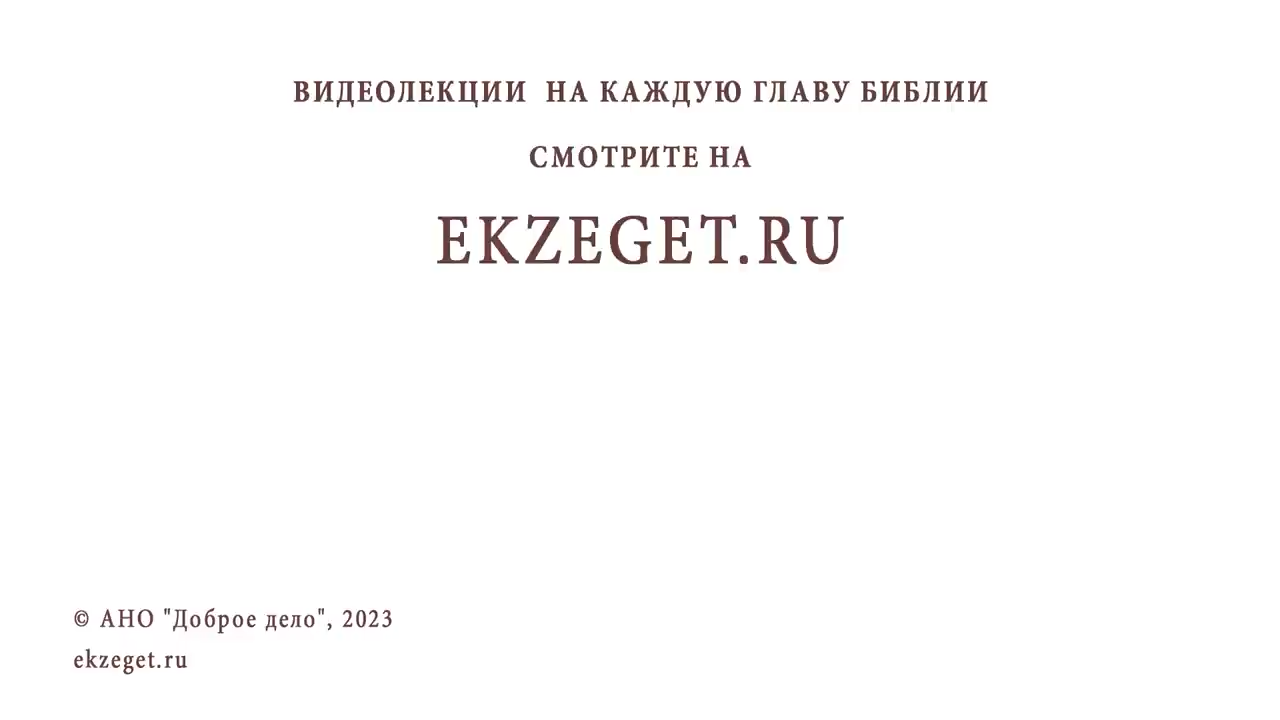 ВИДЕОЛЕКЦИИ НА КАЖДУЮ ГЛАВУ БИБЛИИ
СМОТРИТЕ НА
EKZEGET.RU
© АНО "Доброе дело", 2023
ekzeget.ru